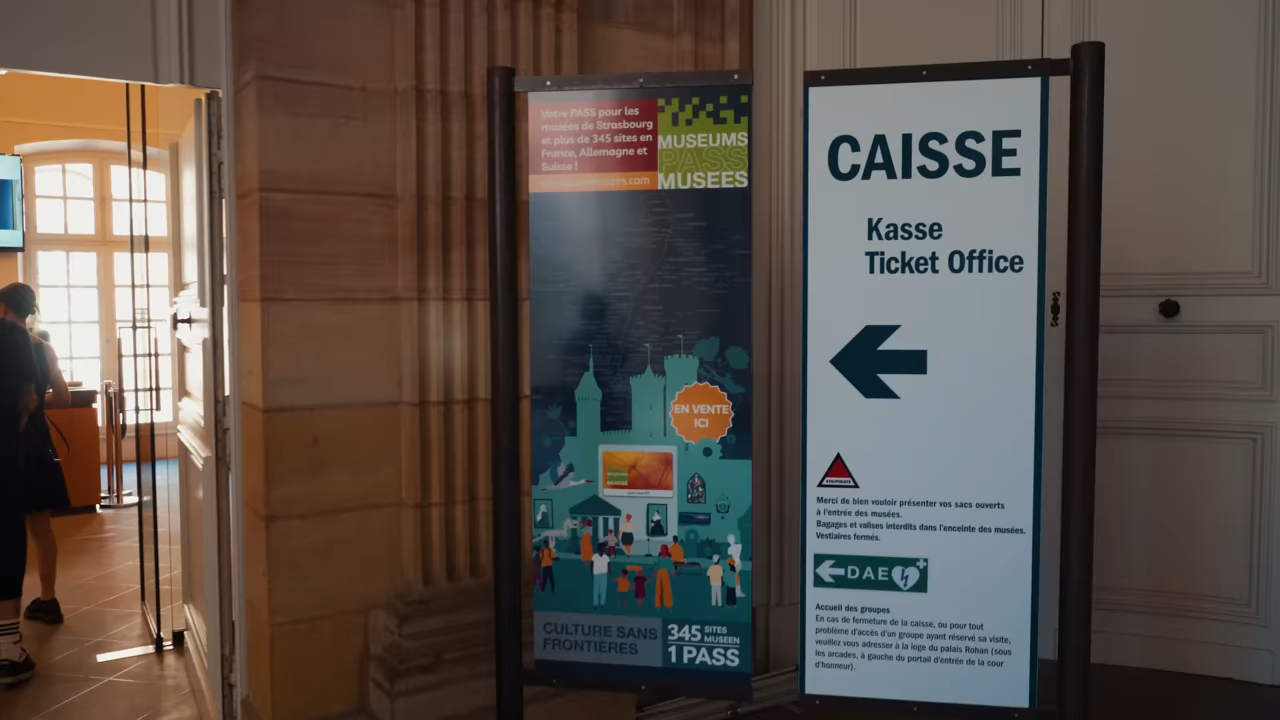 Votre PASS pour les
musées de Strasbourg
et plus de 345 sites en
France, Allemagne et
Suisse !
MUSEUMS
PASS
MUSÉES
EN VENTE
ICI
CULTURE SANS
FRONTIÈRES
345 SITES
MUSEEN
1 PASS
CAISSE
Kasse
Ticket Office
VIGIPIRATE
Merci de bien vouloir présenter vos sacs ouverts
à l'entrée des musées.
Bagages et valises interdits dans l'enceinte des musées.
Vestiaires fermés.
DAE
Accueil des groupes
En cas de fermeture de la caisse, ou pour tout
problème d'accès d'un groupe ayant réservé sa visite,
veuillez vous adresser à la loge du palais Rohan (sous
les arcades, à gauche du portail d'entrée de la cour
d'honneur).